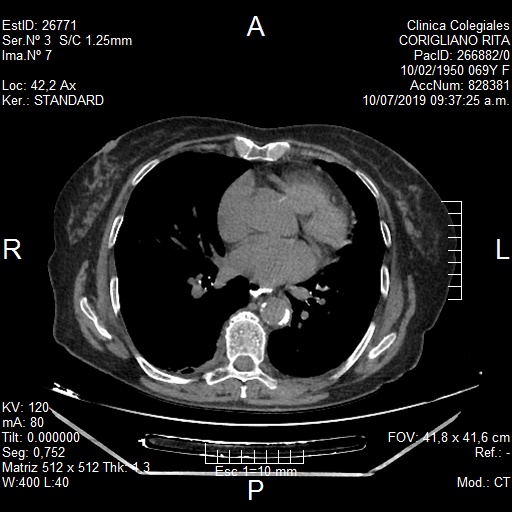 EstID: 26771
Ser.Nº 3 S/C 1.25mm
Ima.Nº 7
Loc: 42,2 Ax
Ker.: STANDARD
A
Clinica Colegiales
CORIGLIANO RITA
PacID: 266882/0
10/02/1950 069Y F
AccNum: 828381
10/07/2019 09:37:25 a.m.
R
L
KV: 120
mA: 80
Tilt: 0.000000
Seg: 0,752
Matriz 512 x 512 Thk: 1.3
W:400 L:40
Esc 1=10 mm
P
FOV: 41,8 x 41,6 cm
Ref.: -
Mod.: CT